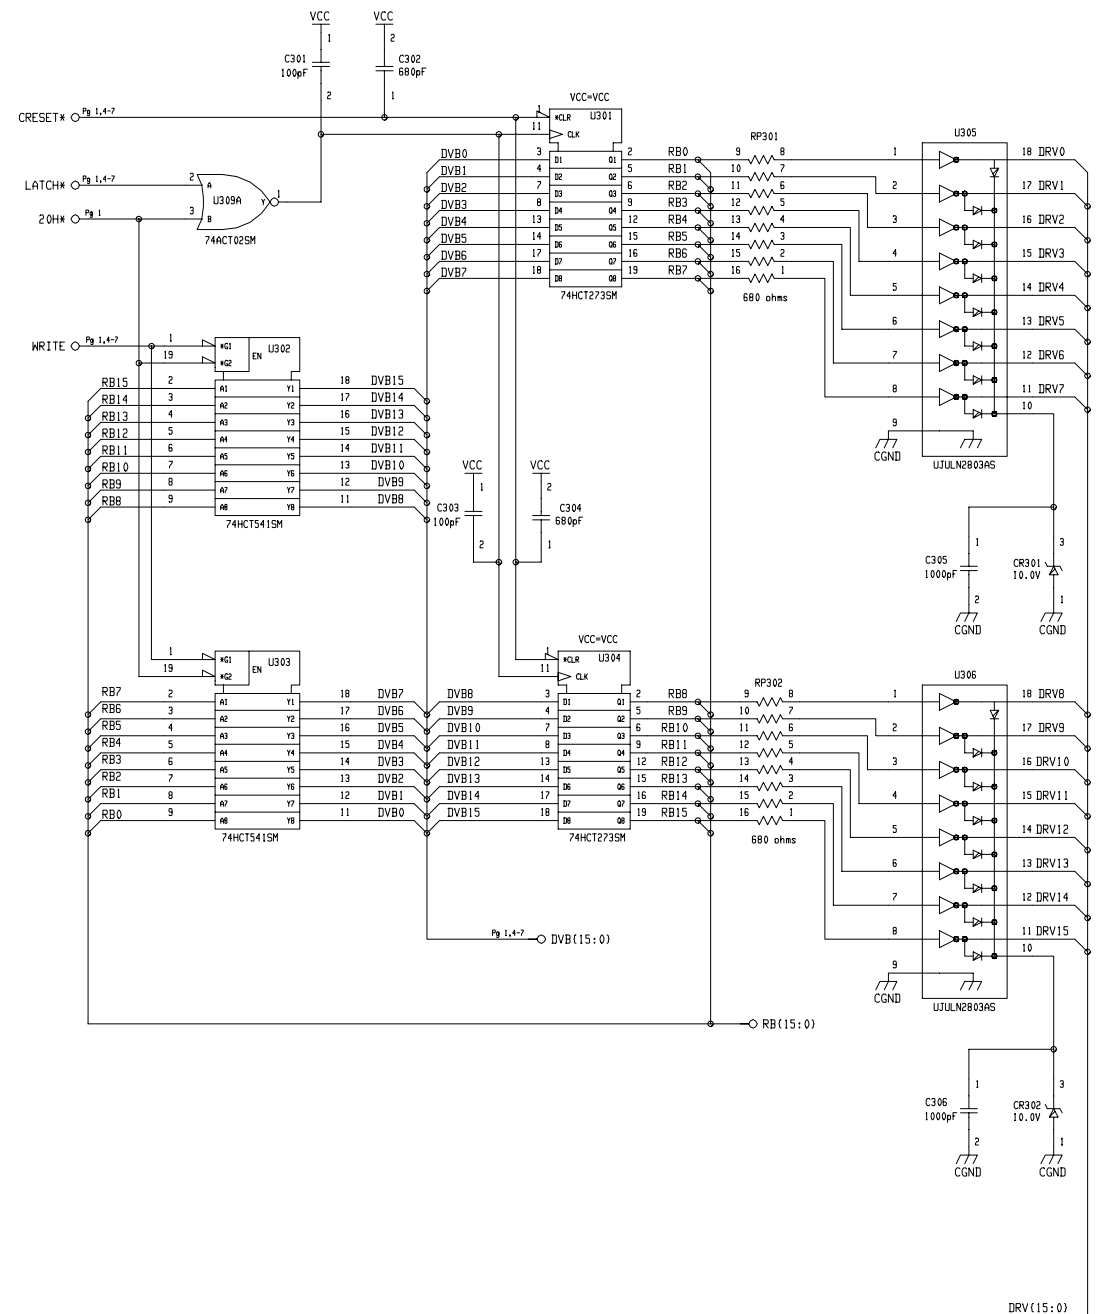 VCC VCC
1 2
C301 C302
100pF 680pF
2 1
VCC=VCC
CRESET* Pg 1,4-7
1 *CLR U301
11 CLK
LATCH* Pg 1,4-7
2 A
U309A Y 1
20H* Pg 1
3 B
74ACT02SM
DVB0 3 D1 Q1 2 RB0
DVB1 4 D2 Q2 5 RB1
DVB2 7 D3 Q3 6 RB2
DVB3 8 D4 Q4 9 RB3
DVB4 13 D5 Q5 12 RB4
DVB5 14 D6 Q6 15 RB5
DVB6 17 D7 Q7 16 RB6
DVB7 18 D8 Q8 19 RB7
74HCT273SM
RP301
9 8
10 7
11 6
12 5
13 4
14 3
15 2
16 1
680 ohms
U305
1 18 DRV0
2 17 DRV1
3 16 DRV2
4 15 DRV3
5 14 DRV4
6 13 DRV5
7 12 DRV6
8 11 DRV7
10
9
CGND
UJULN2803AS
WRITE Pg 1,4-7
1 *G1 U302
19 *G2 EN
RB15 2 A1 Y1 18 DVB15
RB14 3 A2 Y2 17 DVB14
RB13 4 A3 Y3 16 DVB13
RB12 5 A4 Y4 15 DVB12
RB11 6 A5 Y5 14 DVB11
RB10 7 A6 Y6 13 DVB10
RB9 8 A7 Y7 12 DVB9
RB8 9 A8 Y8 11 DVB8
74HCT541SM
VCC VCC
1 2
C303 C304
100pF 680pF
2 1
1 3
C305 CR301
1000pF 10.0V
2 1
CGND CGND
1 *G1 U303
19 *G2 EN
RB7 2 A1 Y1 18 DVB7
RB6 3 A2 Y2 17 DVB6
RB5 4 A3 Y3 16 DVB5
RB4 5 A4 Y4 15 DVB4
RB3 6 A5 Y5 14 DVB3
RB2 7 A6 Y6 13 DVB2
RB1 8 A7 Y7 12 DVB1
RB0 9 A8 Y8 11 DVB0
74HCT541SM
VCC=VCC
1 *CLR U304
11 CLK
DVB8 3 D1 Q1 2 RB8
DVB9 4 D2 Q2 5 RB9
DVB10 7 D3 Q3 6 RB10
DVB11 8 D4 Q4 9 RB11
DVB12 13 D5 Q5 12 RB12
DVB13 14 D6 Q6 15 RB13
DVB14 17 D7 Q7 16 RB14
DVB15 18 D8 Q8 19 RB15
74HCT273SM
RP302
9 8
10 7
11 6
12 5
13 4
14 3
15 2
16 1
680 ohms
U306
1 18 DRV8
2 17 DRV9
3 16 DRV10
4 15 DRV11
5 14 DRV12
6 13 DRV13
7 12 DRV14
8 11 DRV15
10
9
CGND
UJULN2803AS
Pg 1,4-7 DVB(15:0)
RB(15:0)
1 3
C306 CR302
1000pF 10.0V
2 1
CGND CGND
DRV(15:0)